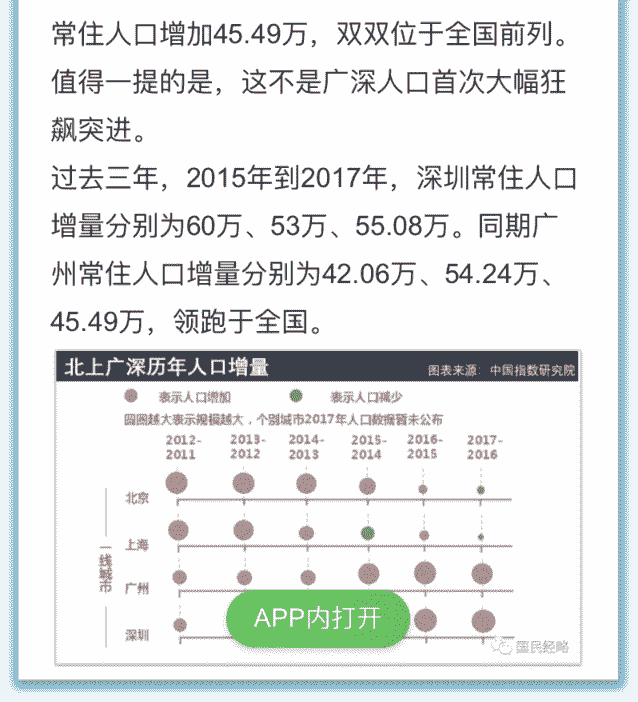 常住人口增加45.49万，双双位于全国前列。
值得一提的是，这不是广深人口首次大幅狂
飙突进。
过去三年，2015年到2017年，深圳常住人口
增量分别为60万、53万、55.08万。同期广
州常住人口增量分别为42.06万、54.24万、
45.49万，领跑于全国。
北上广深历年人口增量
图表来源：中国指数研究院
表示人口增加 表示人口减少
圆圈越大表示规模越大，个别城市2017年人口数据暂未公布
2012- 2013- 2014- 2015- 2016- 2017-
2011 2012 2013 2014 2015 2016
北京
上海
一线城市
广州
APP内打开
深圳
国民经略